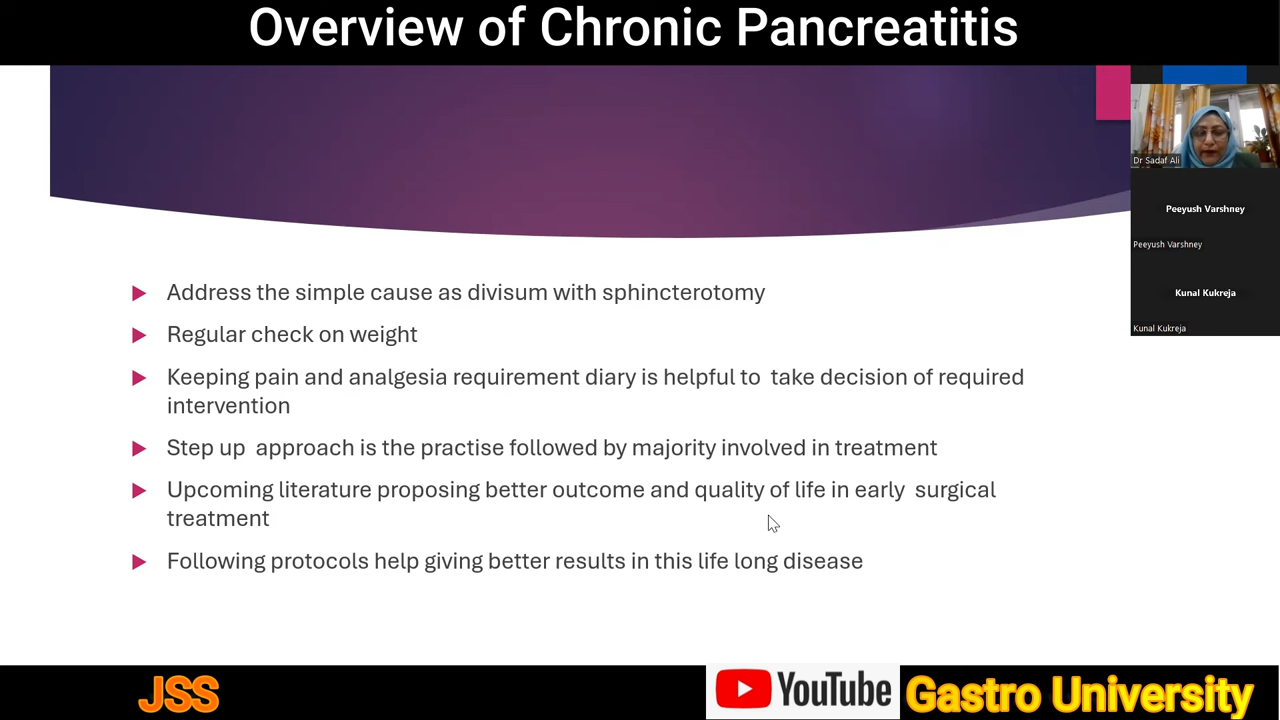 Overview of Chronic Pancreatitis
Dr Sadaf Ali
Peeyush Varshney
Peeyush Varshney
Kunal Kukreja
Kunal Kukreja
Address the simple cause as divisum with sphincterotomy
Regular check on weight
Keeping pain and analgesia requirement diary is helpful to take decision of required
intervention
Step up approach is the practise followed by majority involved in treatment
Upcoming literature proposing better outcome and quality of life in early surgical
treatment
Following protocols help giving better results in this life long disease
JSS
YouTube
Gastro University